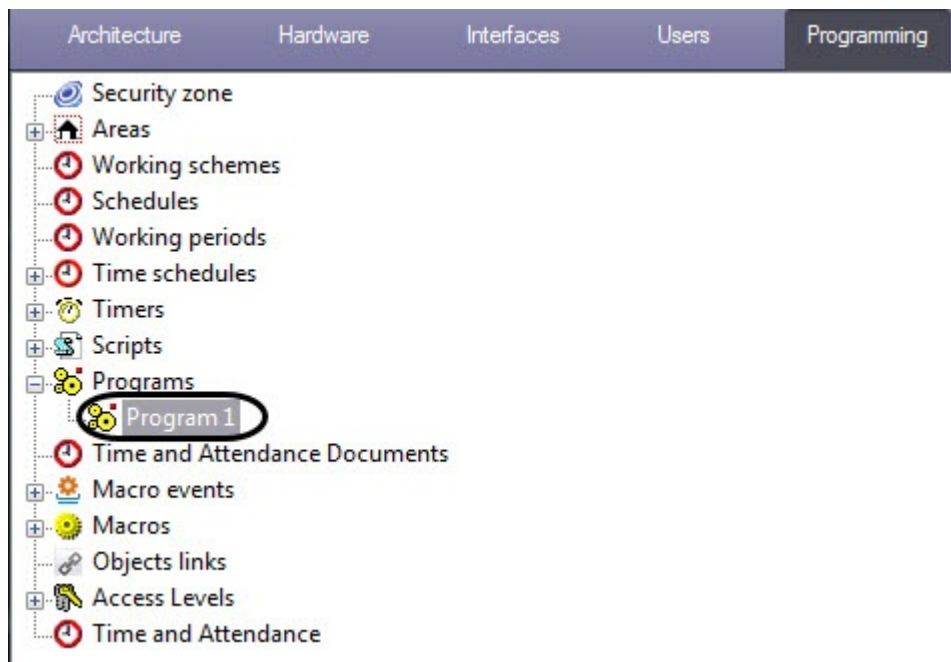 Architecture Hardware Interfaces Users Programming
Security zone
Areas
Working schemes
Schedules
Working periods
Time schedules
Timers
Scripts
Programs
Program 1
Time and Attendance Documents
Macro events
Macros
Objects links
Access Levels
Time and Attendance